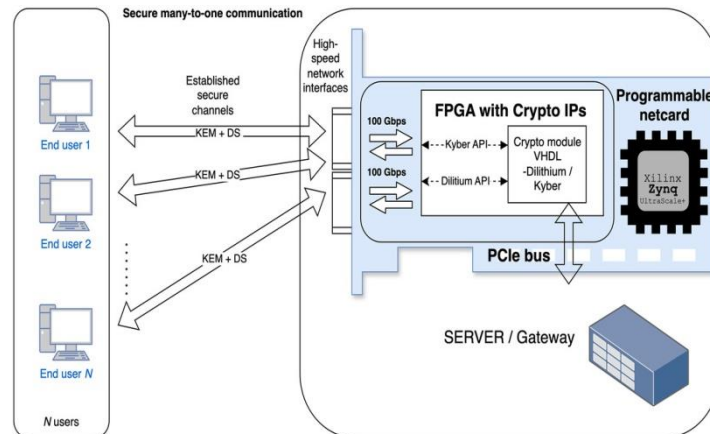 Secure many-to-one communication
End user 1
End user 2
End user N
N users
Established
secure
channels
KEM + DS
KEM + DS
KEM + DS
High-
speed
network
interfaces
100 Gbps
100 Gbps
FPGA with Crypto IPs
Kyber API
Dilitium API
Crypto module
VHDL
-Dilithium /
Kyber
Programmable
netcard
Xilinx
Zynq
UltraScale+
PCIe bus
SERVER / Gateway